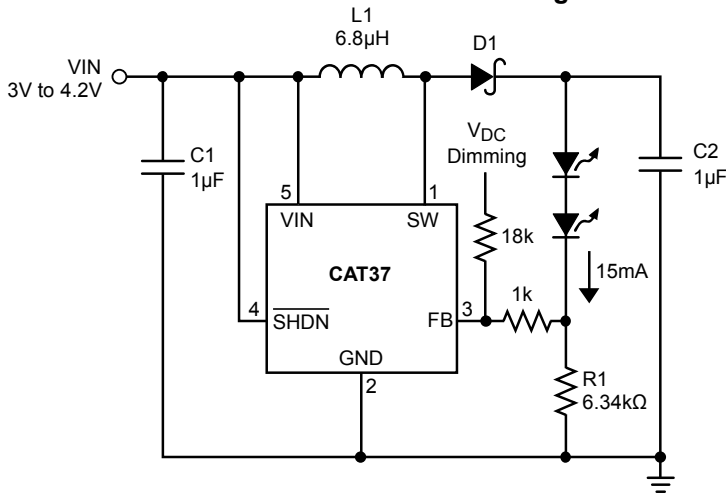 g
L1
6.8µH
D1
VIN
3V to 4.2V
C1
1µF
VDC
Dimming
C2
1µF
5
1
VIN
SW
18k
CAT37
15mA
1k
4
3
SHDN
FB
GND
2
R1
6.34kΩ